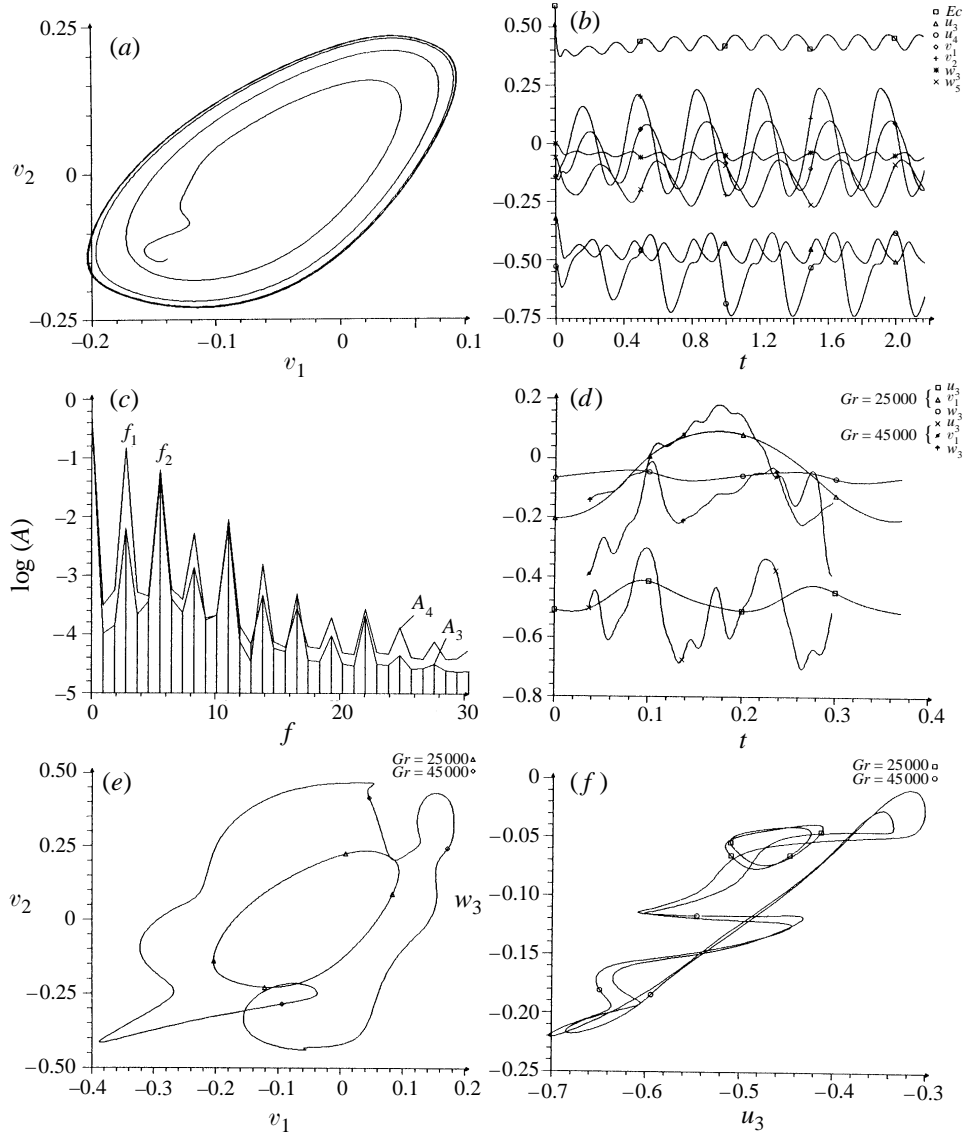 (a)
0.25
0
−0.25
v2
−0.2
−0.1
0
0.1
v1
(b)
0.50
0.25
0
−0.25
−0.50
−0.75
0
0.4
0.8
1.2
1.6
2.0
t
Ec
u3
u4
v1
v2
w3
w5
(c)
0
−1
−2
−3
−4
−5
log (A)
f1
f2
A4
A3
0
10
20
30
f
(d)
0.2
0
−0.2
−0.4
−0.6
−0.8
0
0.1
0.2
0.3
0.4
t
Gr = 25 000 {
u3
v1
w3
Gr = 45 000 {
u3
v1
w3
(e)
Gr = 25 000
Gr = 45 000
0.50
0.25
0
−0.25
−0.50
v2
−0.4
−0.3
−0.2
−0.1
0
0.1
0.2
v1
(f)
Gr = 25 000
Gr = 45 000
0
−0.05
−0.10
−0.15
−0.20
−0.25
w3
−0.7
−0.6
−0.5
−0.4
−0.3
u3